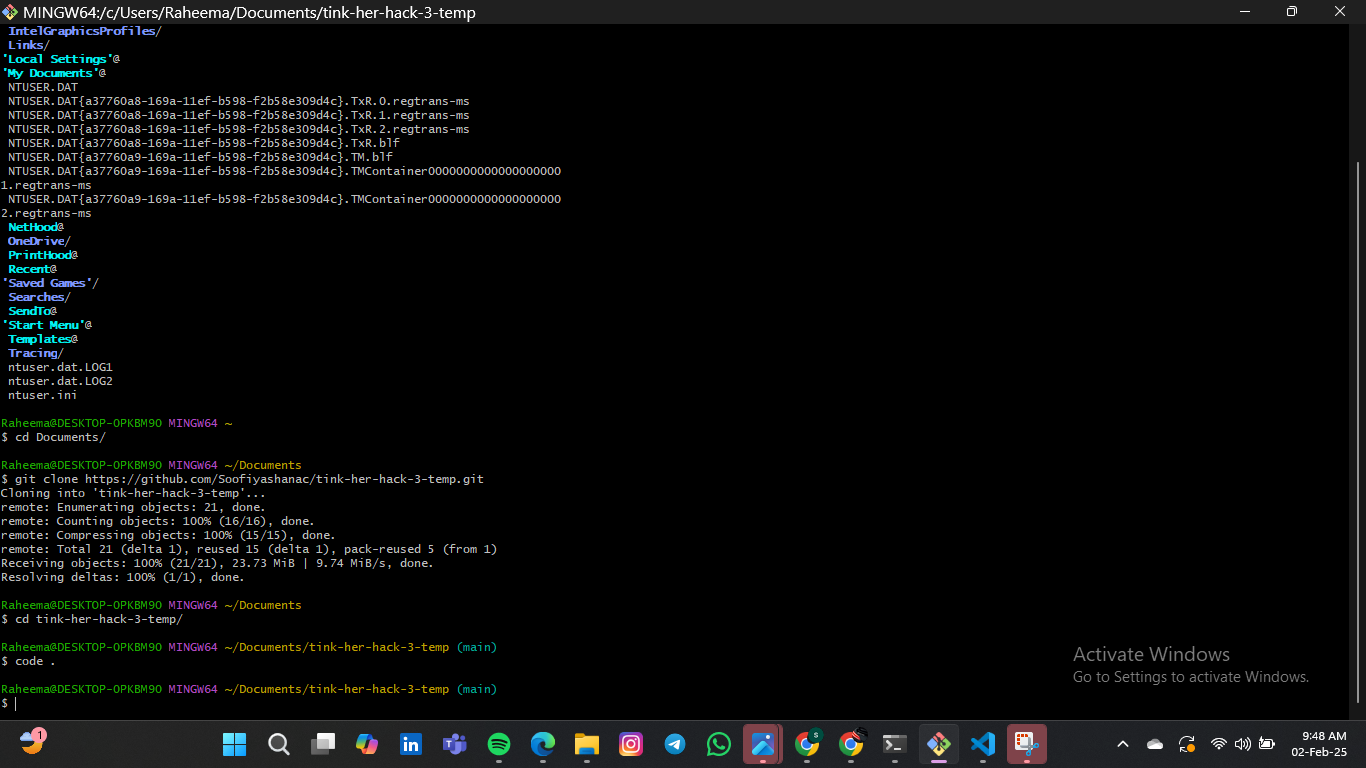 MINGW64:/c/Users/Raheema/Documents/tink-her-hack-3-temp
IntelGraphicsProfiles/
Links/
'Local Settings'@
'My Documents'@
NTUSER.DAT
NTUSER.DAT{a37760a8-169a-11ef-b598-f2b58e309d4c}.TxR.0.regtrans-ms
NTUSER.DAT{a37760a8-169a-11ef-b598-f2b58e309d4c}.TxR.1.regtrans-ms
NTUSER.DAT{a37760a8-169a-11ef-b598-f2b58e309d4c}.TxR.2.regtrans-ms
NTUSER.DAT{a37760a8-169a-11ef-b598-f2b58e309d4c}.TxR.blf
NTUSER.DAT{a37760a9-169a-11ef-b598-f2b58e309d4c}.TM.blf
NTUSER.DAT{a37760a9-169a-11ef-b598-f2b58e309d4c}.TMContainer0000000000000000000
1.regtrans-ms
NTUSER.DAT{a37760a9-169a-11ef-b598-f2b58e309d4c}.TMContainer0000000000000000000
2.regtrans-ms
NetHood@
OneDrive/
PrintHood@
Recent@
'Saved Games'/
Searches/
SendTo@
'Start Menu'@
Templates@
Tracing/
ntuser.dat.LOG1
ntuser.dat.LOG2
ntuser.ini
Raheema@DESKTOP-OPKBM90 MINGW64 ~
$ cd Documents/
Raheema@DESKTOP-OPKBM90 MINGW64 ~/Documents
$ git clone https://github.com/Soofiyashanac/tink-her-hack-3-temp.git
Cloning into 'tink-her-hack-3-temp'...
remote: Enumerating objects: 21, done.
remote: Counting objects: 100% (16/16), done.
remote: Compressing objects: 100% (15/15), done.
remote: Total 21 (delta 1), reused 15 (delta 1), pack-reused 5 (from 1)
Receiving objects: 100% (21/21), 23.73 MiB | 9.74 MiB/s, done.
Resolving deltas: 100% (1/1), done.
Raheema@DESKTOP-OPKBM90 MINGW64 ~/Documents
$ cd tink-her-hack-3-temp/
Raheema@DESKTOP-OPKBM90 MINGW64 ~/Documents/tink-her-hack-3-temp (main)
$ code .
Raheema@DESKTOP-OPKBM90 MINGW64 ~/Documents/tink-her-hack-3-temp (main)
$
Activate Windows
Go to Settings to activate Windows.
1
in
S
9:48 AM
02-Feb-25